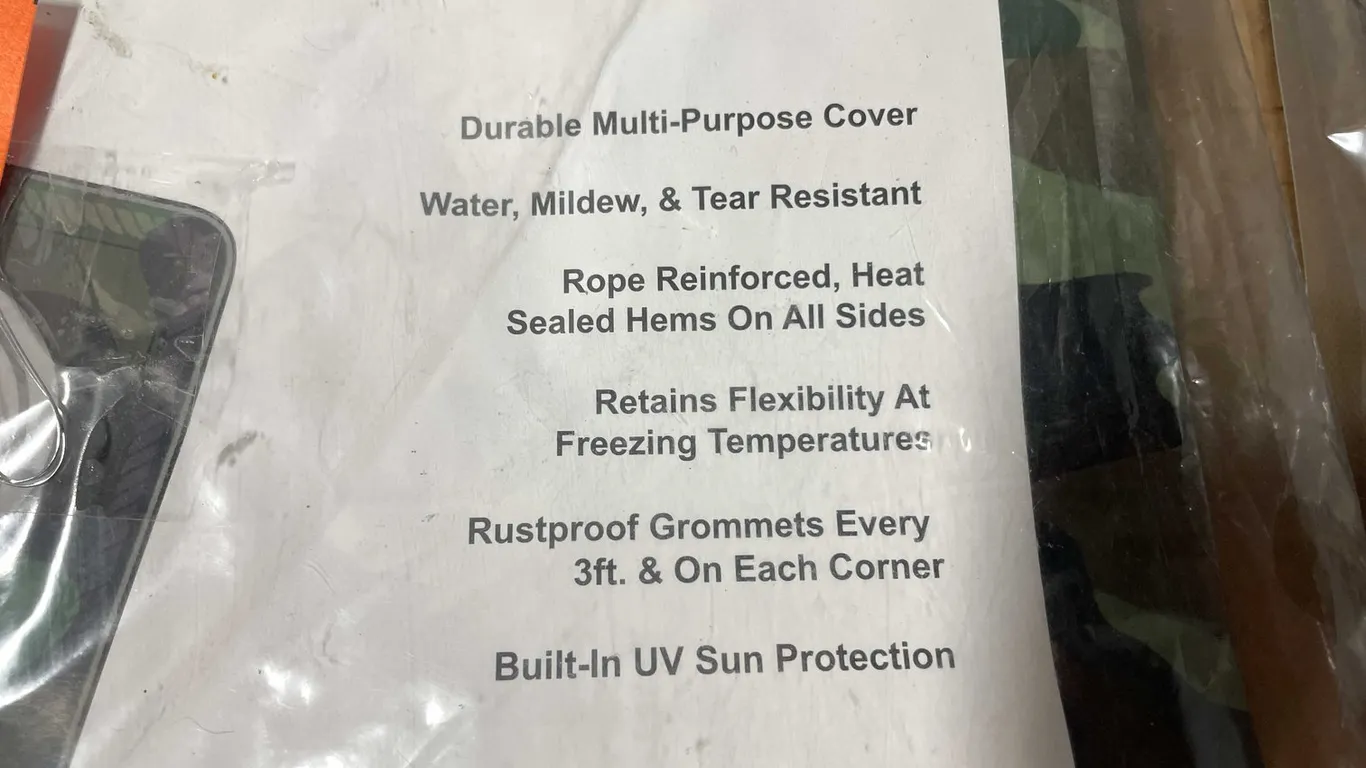 Durable Multi-Purpose Cover
Water, Mildew, & Tear Resistant
Rope Reinforced, Heat
Sealed Hems On All Sides
Retains Flexibility At
Freezing Temperatures
Rustproof Grommets Every
3ft. & On Each Corner
Built-In UV Sun Protection